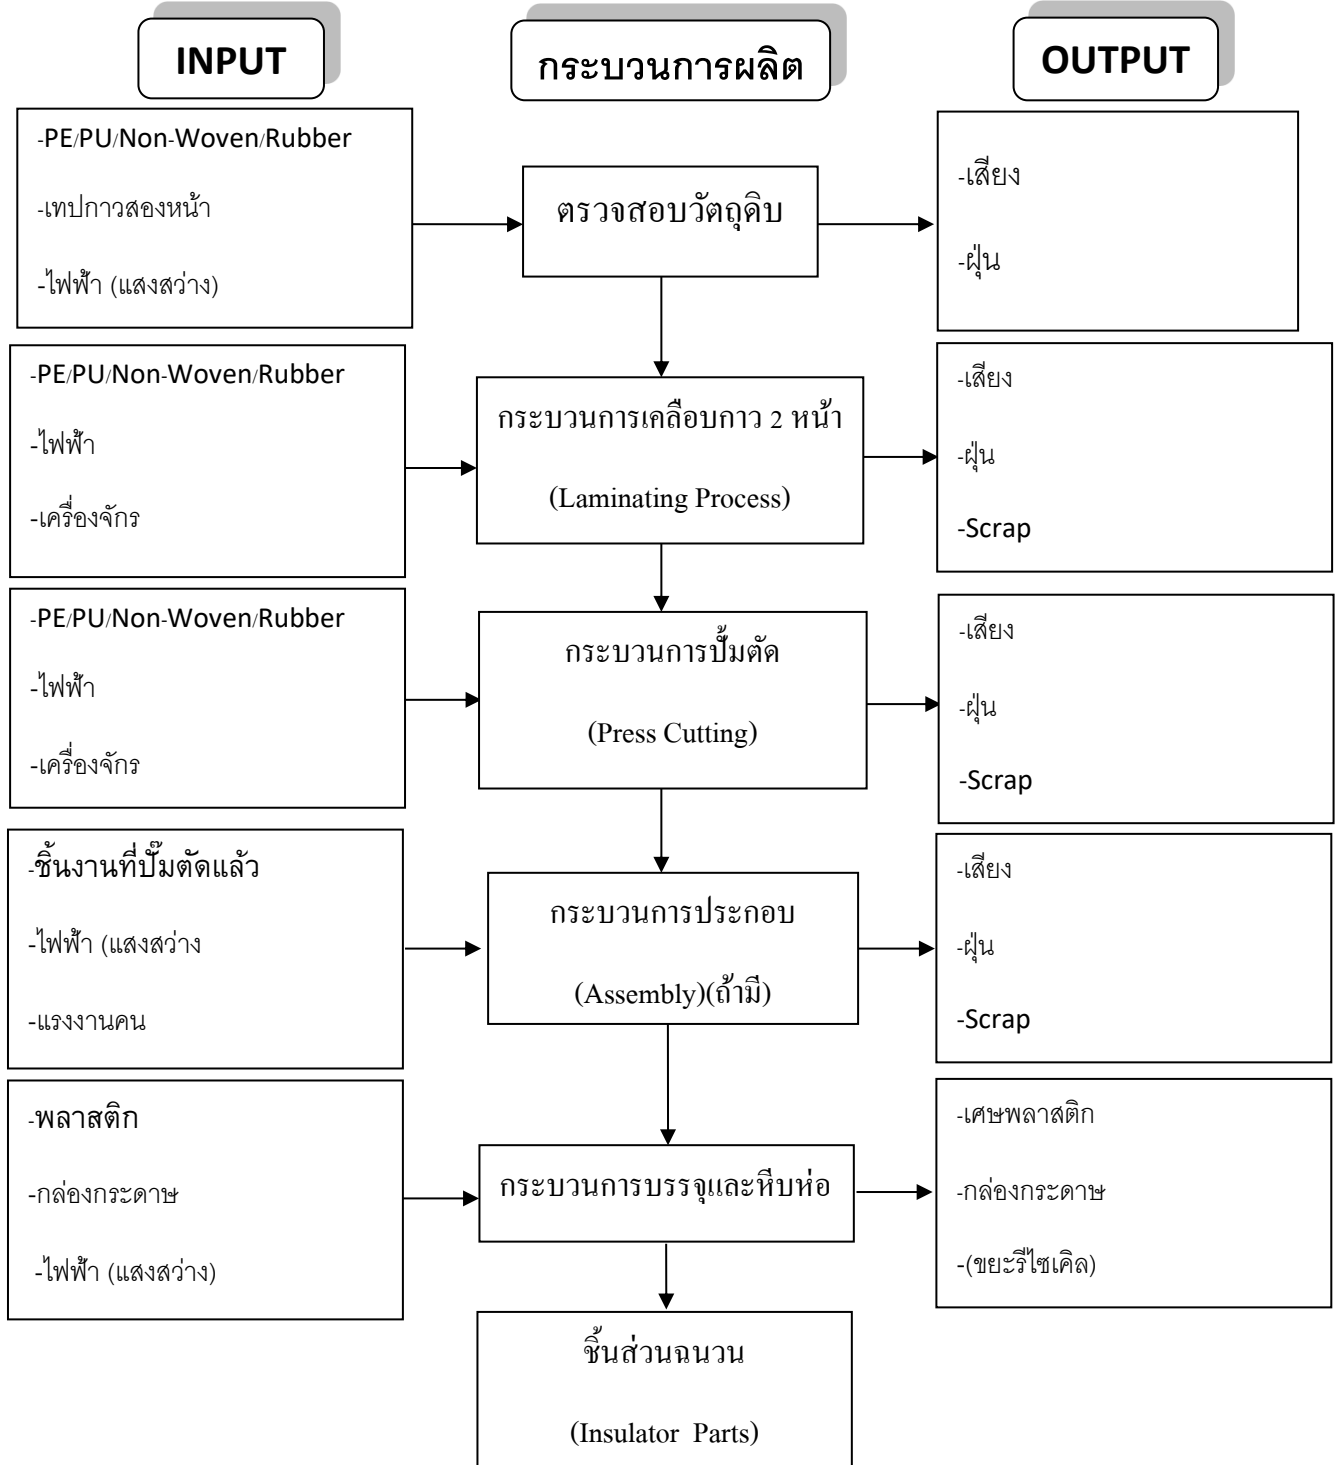 INPUT
กระบวนการผลิต
OUTPUT
-PE/PU/Non-Woven/Rubber
-เทปกาวสองหน้า
-ไฟฟ้า (แสงสว่าง)
ตรวจสอบวัตถุดิบ
-เสียง
-ฝุ่น
-PE/PU/Non-Woven/Rubber
-ไฟฟ้า
-เครื่องจักร
กระบวนการเคลือบกาว 2 หน้า
(Laminating Process)
-เสียง
-ฝุ่น
-Scrap
-PE/PU/Non-Woven/Rubber
-ไฟฟ้า
-เครื่องจักร
กระบวนการปั้มตัด
(Press Cutting)
-เสียง
-ฝุ่น
-Scrap
-ชิ้นงานที่ปั๊มตัดแล้ว
-ไฟฟ้า (แสงสว่าง
-แรงงานคน
กระบวนการประกอบ
(Assembly)(ถ้ามี)
-เสียง
-ฝุ่น
-Scrap
-พลาสติก
-กล่องกระดาษ
-ไฟฟ้า (แสงสว่าง)
กระบวนการบรรจุและหีบห่อ
-เศษพลาสติก
-กล่องกระดาษ
-(ขยะรีไซเคิล)
ชิ้นส่วนฉนวน
(Insulator Parts)